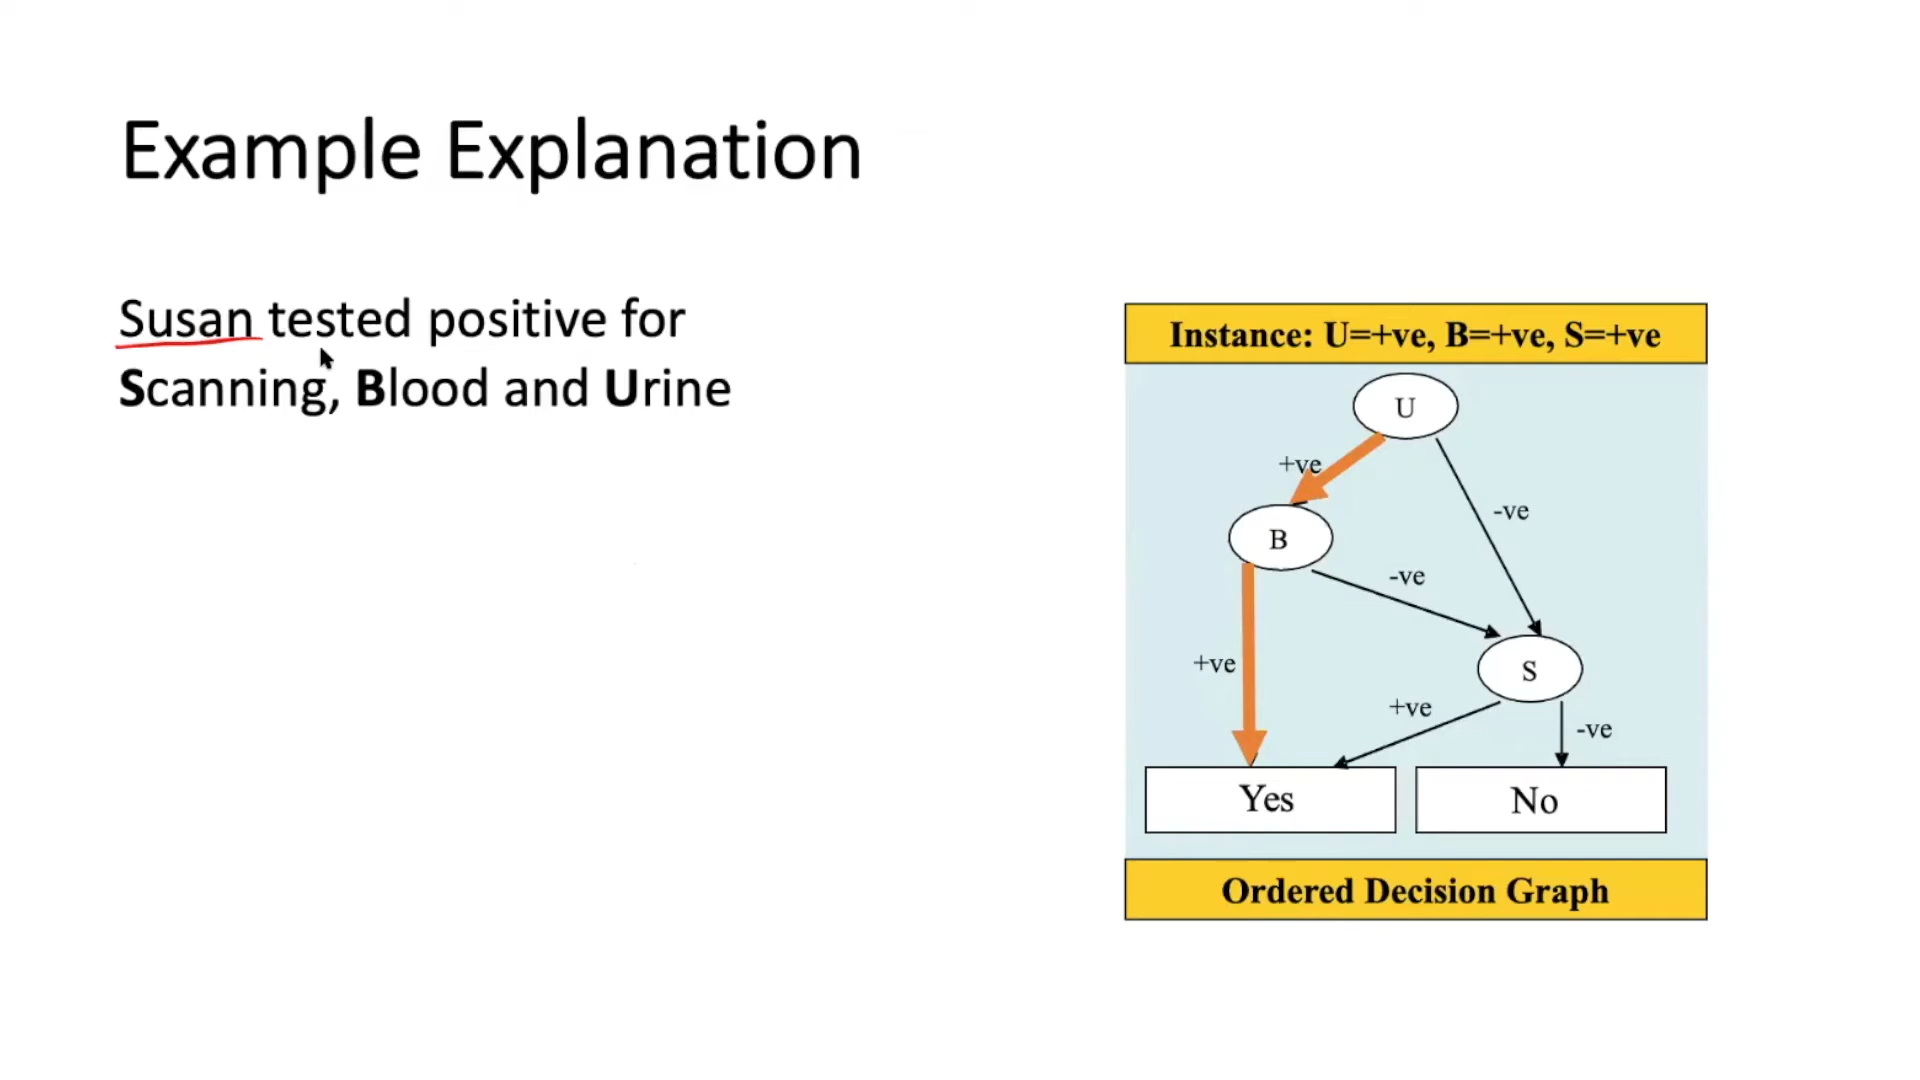 Example Explanation
Susan tested positive for
Scanning, Blood and Urine
Instance: U=+ve, B=+ve, S=+ve
U
+ve
-ve
B
-ve
+ve
S
+ve
-ve
Yes
No
Ordered Decision Graph